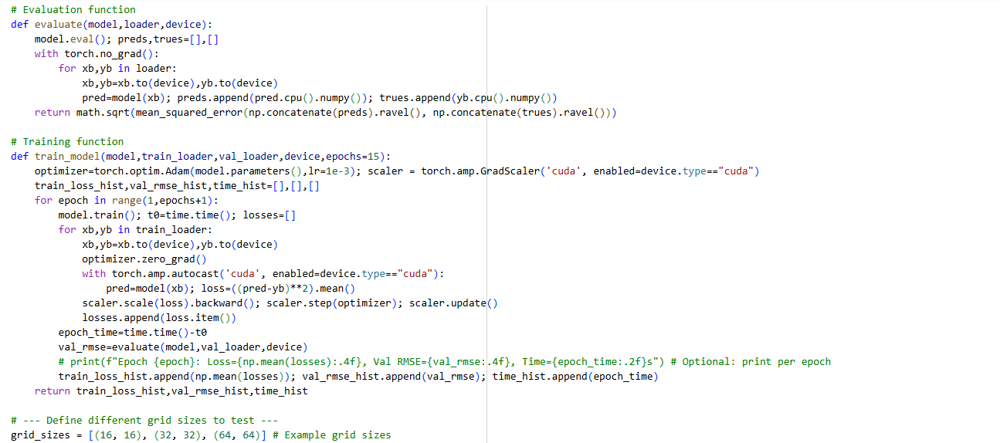 # Evaluation function
def evaluate(model,loader,device):
    model.eval(); preds,trues=[],[]
    with torch.no_grad():
        for xb,yb in loader:
            xb,yb=xb.to(device),yb.to(device)
            pred=model(xb); preds.append(pred.cpu().numpy()); trues.append(yb.cpu().numpy())
    return math.sqrt(mean_squared_error(np.concatenate(preds).ravel(), np.concatenate(trues).ravel()))

# Training function
def train_model(model,train_loader,val_loader,device,epochs=15):
    optimizer=torch.optim.Adam(model.parameters(),lr=1e-3); scaler = torch.amp.GradScaler('cuda', enabled=device.type=="cuda")
    train_loss_hist,val_rmse_hist,time_hist=[],[],[]
    for epoch in range(1,epochs+1):
        model.train(); t0=time.time(); losses=[]
        for xb,yb in train_loader:
            xb,yb=xb.to(device),yb.to(device)
            optimizer.zero_grad()
            with torch.amp.autocast('cuda', enabled=device.type=="cuda"):
                pred=model(xb); loss=((pred-yb)**2).mean()
            scaler.scale(loss).backward(); scaler.step(optimizer); scaler.update()
            losses.append(loss.item())
        epoch_time=time.time()-t0
        val_rmse=evaluate(model,val_loader,device)
        # print(f"Epoch {epoch}: Loss={np.mean(losses):.4f}, Val RMSE={val_rmse:.4f}, Time={epoch_time:.2f}s") # Optional: print per epoch
        train_loss_hist.append(np.mean(losses)); val_rmse_hist.append(val_rmse); time_hist.append(epoch_time)
    return train_loss_hist,val_rmse_hist,time_hist

# --- Define different grid sizes to test ---
grid_sizes = [(16, 16), (32, 32), (64, 64)] # Example grid sizes